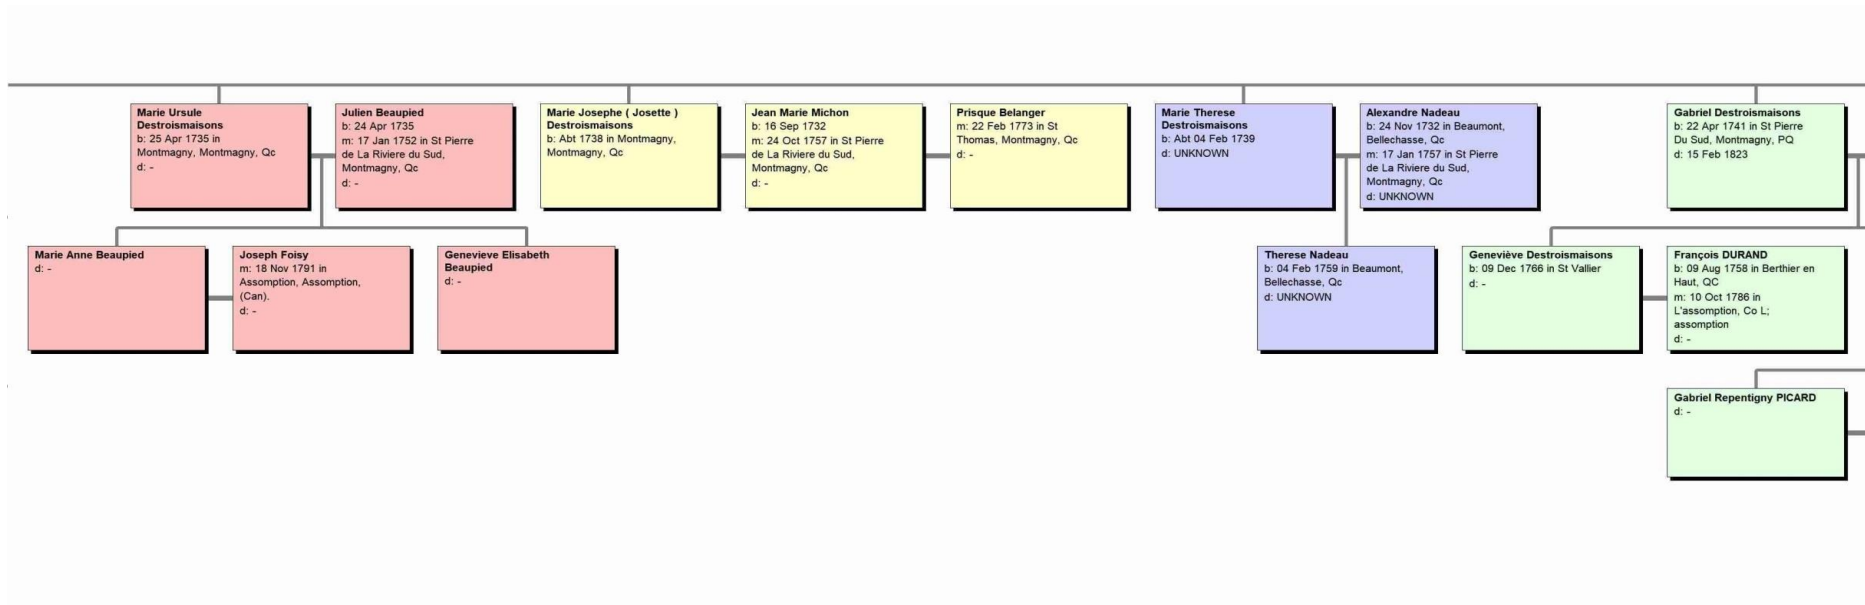 Marie Ursule
Destroismaisons
b: 25 Apr 1735 in
Montmagny, Montmagny, Qc
d: -
Julien Beaupied
b: 24 Apr 1735
m: 17 Jan 1752 in St Pierre
de La Riviere du Sud,
Montmagny, Qc
d: -
Marie Josephe ( Josette )
Destroismaisons
b: Abt 1738 in Montmagny,
Montmagny, Qc
d: -
Jean Marie Michon
b: 16 Sep 1732
m: 24 Oct 1757 in St Pierre
de La Riviere du Sud,
Montmagny, Qc
d: -
Prisque Belanger
m: 22 Feb 1773 in St
Thomas, Montmagny, Qc
d: -
Marie Therese
Destroismaisons
b: Abt 04 Feb 1739
d: UNKNOWN
Alexandre Nadeau
b: 24 Nov 1732 in Beaumont,
Bellechasse, Qc
m: 17 Jan 1757 in St Pierre
de La Riviere du Sud,
Montmagny, Qc
d: UNKNOWN
Gabriel Destroismaisons
b: 22 Apr 1741 in St Pierre
Du Sud, Montmagny, PQ
d: 15 Feb 1823
Marie Anne Beaupied
d: -
Joseph Foisy
m: 18 Nov 1791 in
Assomption, Assomption,
(Can).
d: -
Genevieve Elisabeth
Beaupied
d: -
Therese Nadeau
b: 04 Feb 1759 in Beaumont,
Bellechasse, Qc
d: UNKNOWN
Geneviève Destroismaisons
b: 09 Dec 1766 in St Vallier
d: -
François DURAND
b: 09 Aug 1758 in Berthier en
Haut, QC
m: 10 Oct 1786 in
L'assomption, Co L;
assomption
d: -
Gabriel Repentigny PICARD
d: -